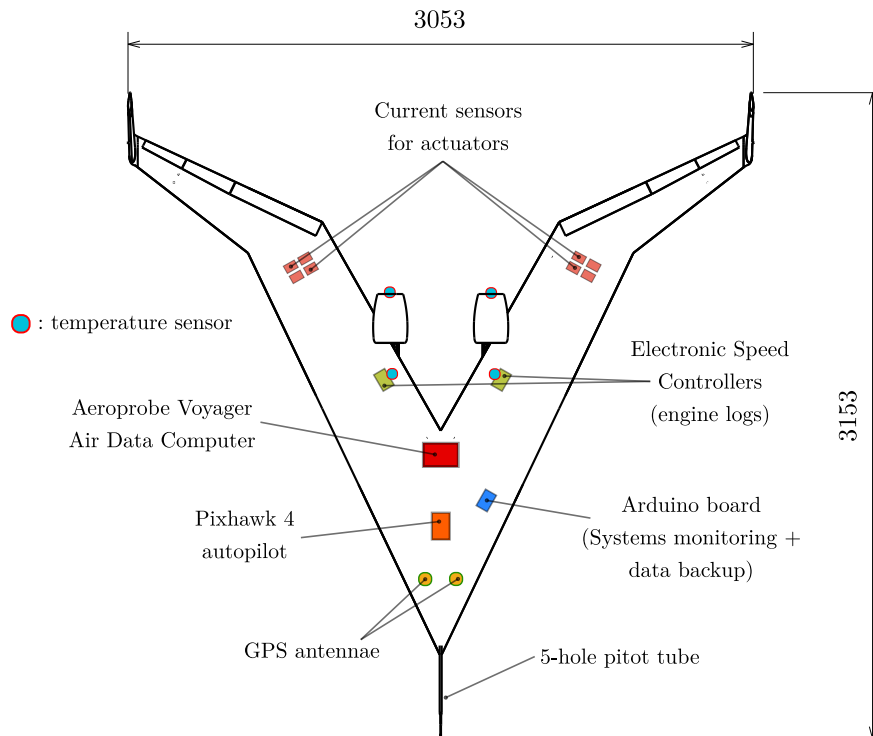 3053
Current sensors
for actuators
: temperature sensor
Electronic Speed
Controllers
(engine logs)
Aeroprobe Voyager
Air Data Computer
3153
Pixhawk 4
autopilot
Arduino board
(Systems monitoring +
data backup)
GPS antennae
5-hole pitot tube